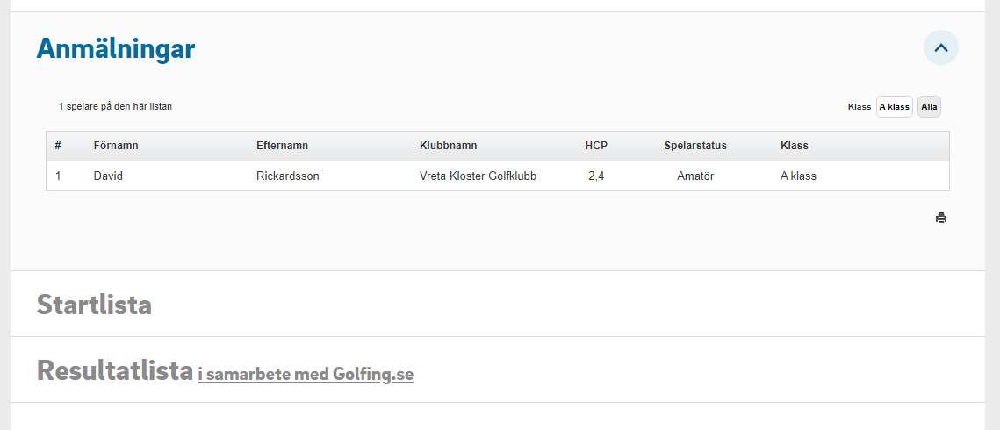 Anmälningar
1 spelare på den här listan
Klass A klass Alla
# Förnamn Efternamn Klubbnamn HCP Spelarstatus Klass
1 David Rickardsson Vreta Kloster Golfklubb 2,4 Amatör A klass
Startlista
Resultatlista i samarbete med Golfing.se